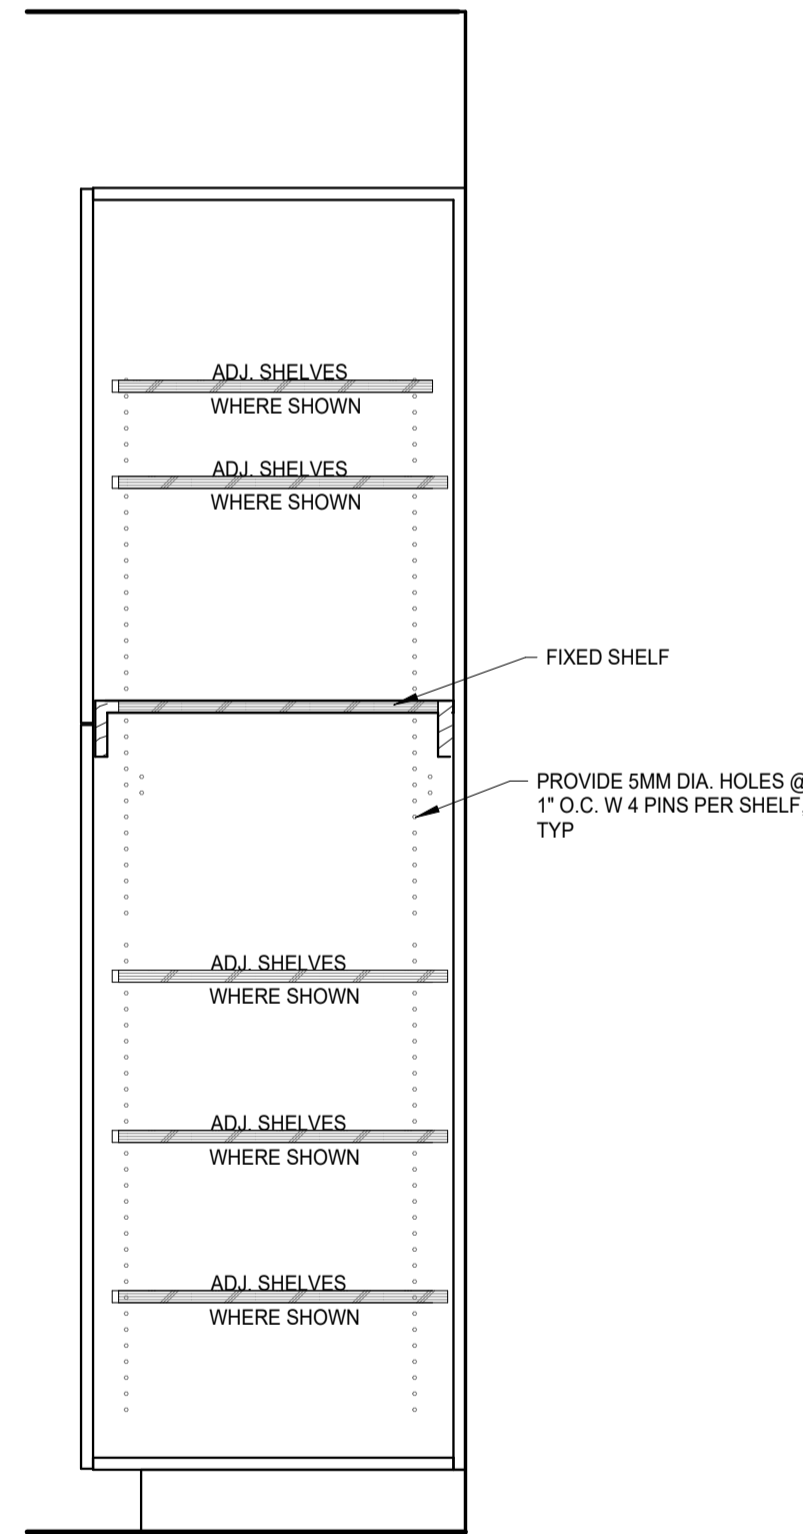 ADJ. SHELVES
WHERE SHOWN
ADJ. SHELVES
WHERE SHOWN
FIXED SHELF
PROVIDE 5MM DIA. HOLES @
1" O.C. W 4 PINS PER SHELF,
TYP
ADJ. SHELVES
WHERE SHOWN
ADJ. SHELVES
WHERE SHOWN
ADJ. SHELVES
WHERE SHOWN